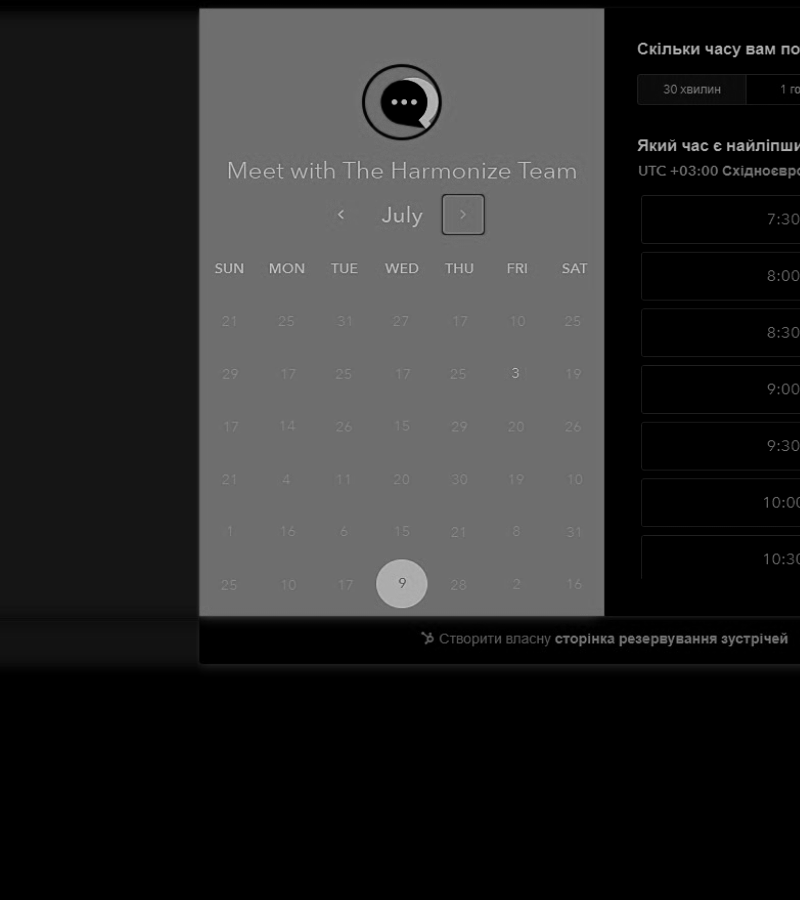 Meet with The Harmonize Team
July
SUN MON TUE WED THU FRI SAT
21 25 31 27 17 10 25
29 17 25 17 25 3 19
17 14 26 15 29 20 26
21 4 11 20 30 19 10
1 16 6 15 21 8 31
25 10 17 9 28 2 16
Скільки часу вам по
30 хвилин 1 го
Який час є найліпши
UTC +03:00 Східноєвро
7:30
8:00
8:30
9:00
9:30
10:00
10:30
Створити власну сторінка резервування зустрічей